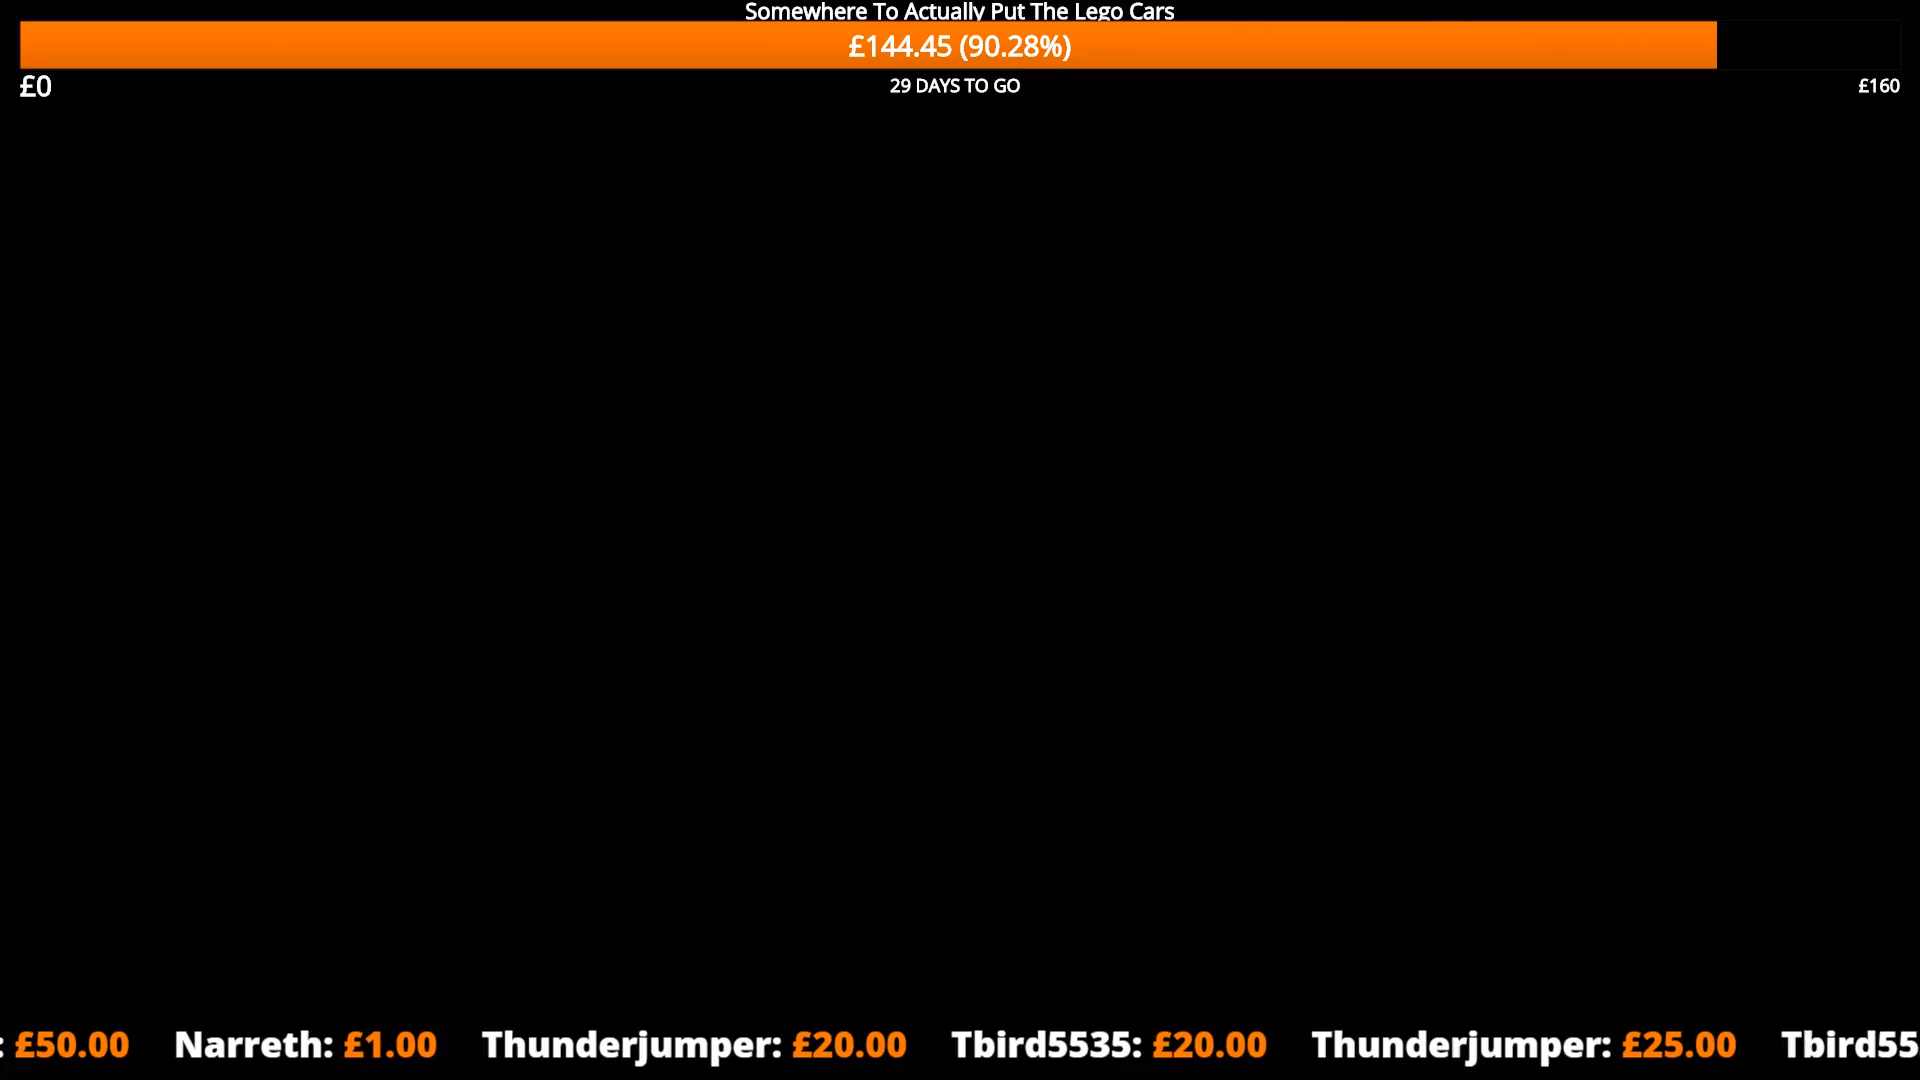 Somewhere To Actually Put The Lego Cars
£144.45 (90.28%)
£0 29 DAYS TO GO £160
: £50.00 Narreth: £1.00 Thunderjumper: £20.00 Tbird5535: £20.00 Thunderjumper: £25.00 Tbird55